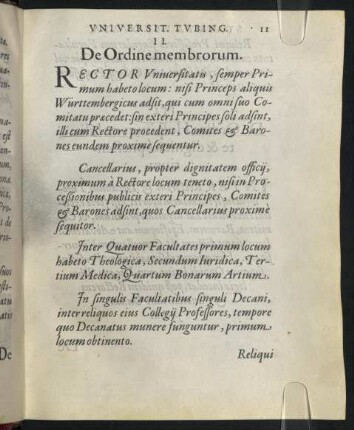 VNIVERSIT. TVBING. 11
II.
De Ordine membrorum.
RECTOR Vniuersitatis, semper Pri-
mum habeto locum: nisi Princeps aliquis
Wurttembergicus adsit, qui cum omni suo Co-
mitatu præcedet: sin exteri Principes soli adsint,
illi cum Rectore procedent, Comites & Baro-
nes eundem proximè sequentur.
Cancellarius, propter dignitatem officij,
proximum à Rectore locum teneto, nisi in Pro-
cessionibus publicis exteri Principes, Comites
& Barones adsint, quos Cancellarius proximè
sequitor.
Inter Quatuor Facultates primum locum
habeto Theologica, Secundum Iuridica, Ter-
tium Medica, Quartum Bonarum Artium.
In singulis Facultatibus singuli Decani,
inter reliquos eius Collegij Professores, tempore
quo Decanatus munere funguntur, primum
locum obtinento.
Reliqui